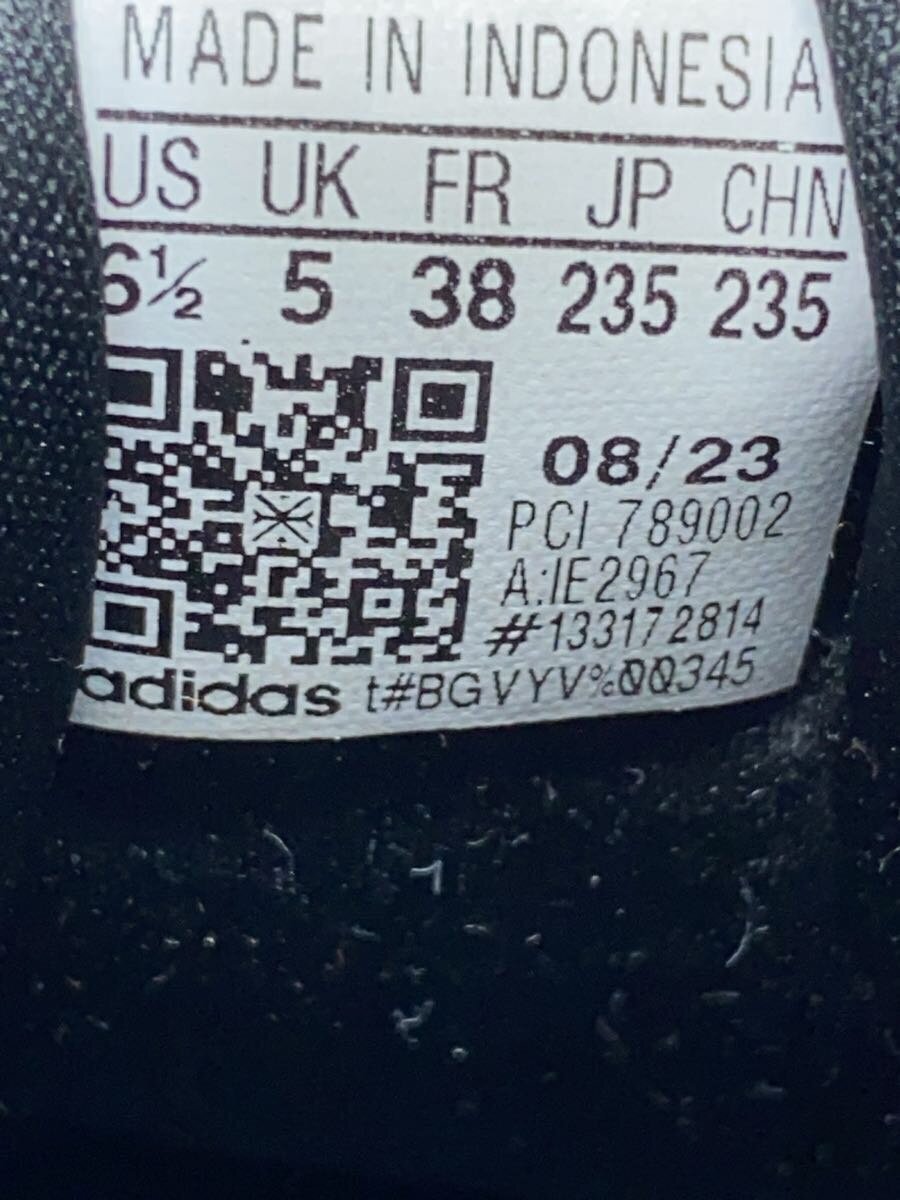 MADE IN INDONESIA
US UK FR JP CHN
6½ 5 38 235 235
08/23
PCI 789002
A:IE2967
#133172814
adidas t#BGVYV%00345